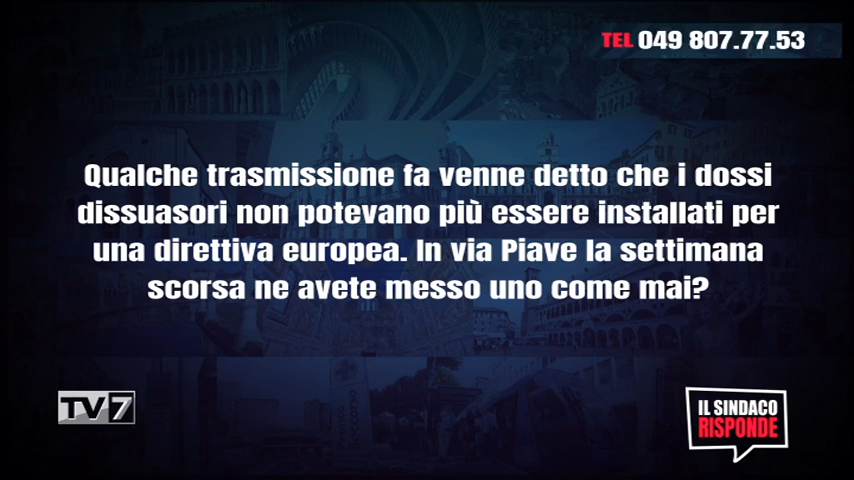 TEL 049 807.77.53
Qualche trasmissione fa venne detto che i dossi
dissuasori non potevano più essere installati per
una direttiva europea. In via Piave la settimana
scorsa ne avete messo uno come mai?
TV7
IL SINDACO
RISPONDE